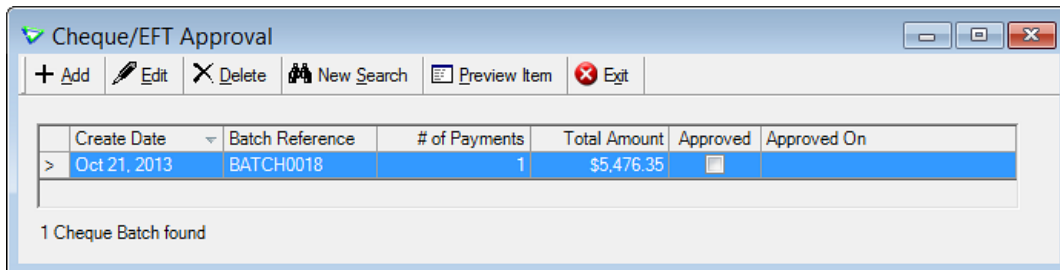 Cheque/EFT Approval
Add Edit Delete New Search Preview Item Exit
Create Date Batch Reference # of Payments Total Amount Approved Approved On
> Oct 21, 2013 BATCH0018 1 $5,476.35
1 Cheque Batch found